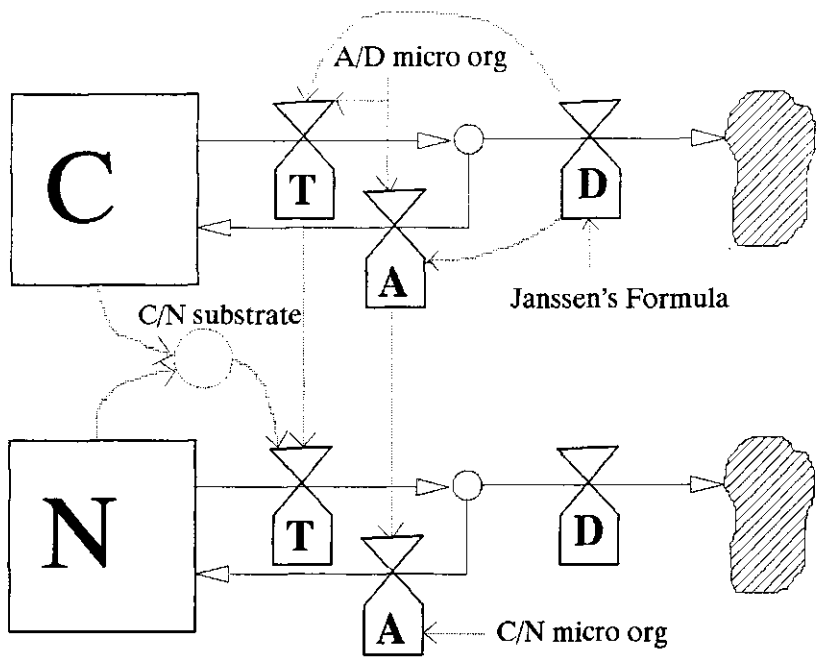 A/D micro org
C
T
D
A
Janssen's Formula
C/N substrate
N
T
D
A
C/N micro org